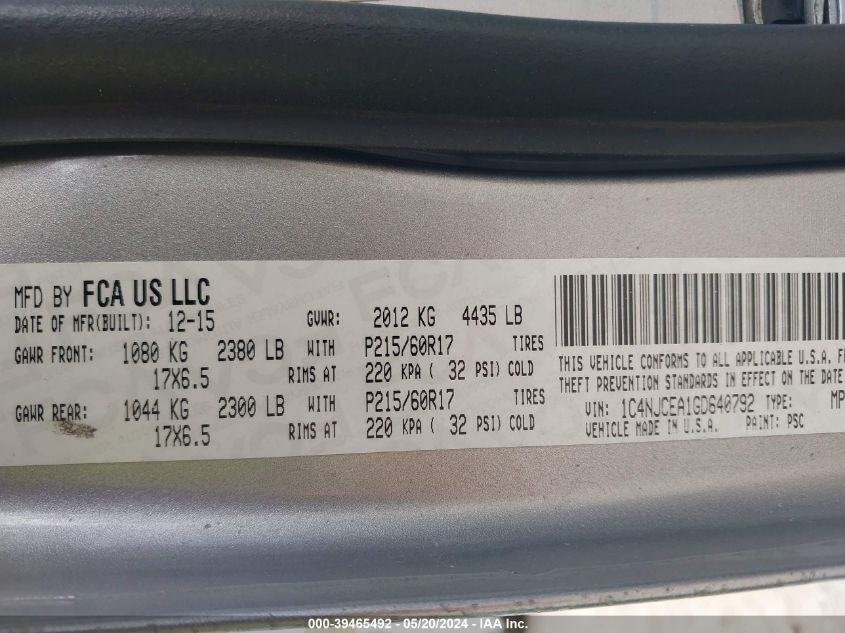 MFD BY FCA US LLC
DATE OF MFR(BUILT): 12-15 GVWR: 2012 KG 4435 LB
GAWR FRONT: 1080 KG 2380 LB WITH P215/60R17 TIRES
17X6.5 RIMS AT 220 KPA ( 32 PSI) COLD
GAWR REAR: 1044 KG 2300 LB WITH P215/60R17 TIRES
17X6.5 RIMS AT 220 KPA ( 32 PSI) COLD
THIS VEHICLE CONFORMS TO ALL APPLICABLE U.S.A.
THEFT PREVENTION STANDARDS IN EFFECT ON THE DATE
VIN: 1C4NJCEA1GD640792 TYPE: MP
VEHICLE MADE IN U.S.A. PAINT: PSC
000-39465492 - 05/20/2024 - IAA Inc.